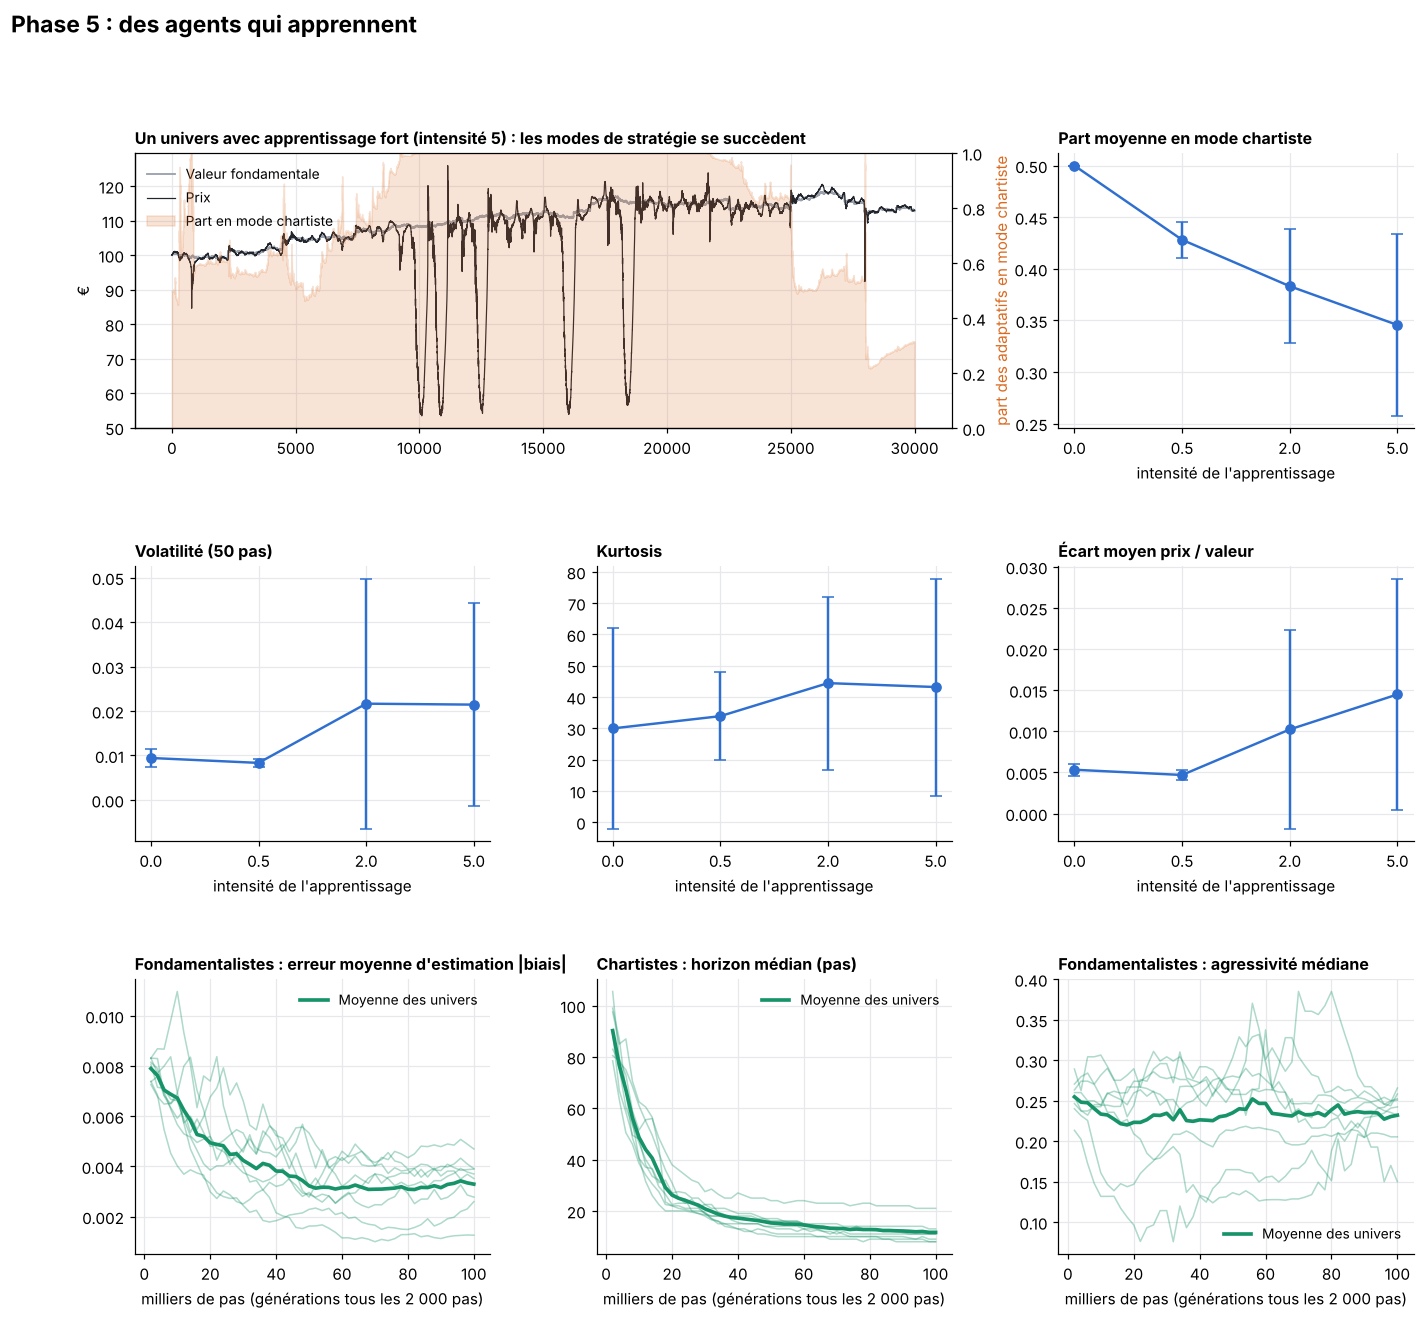 Phase 5 : des agents qui apprennent
Un univers avec apprentissage fort (intensité 5) : les modes de stratégie se succèdent
Valeur fondamentale
Prix
Part en mode chartiste
120
110
100
90
80
70
60
50
€
1.0
0.8
0.6
0.4
0.2
0.0
part des adaptatifs en mode chartiste
0 5000 10000 15000 20000 25000 30000
Part moyenne en mode chartiste
0.50
0.45
0.40
0.35
0.30
0.25
0.0 0.5 2.0 5.0
intensité de l'apprentissage
Volatilité (50 pas)
0.05
0.04
0.03
0.02
0.01
0.00
0.0 0.5 2.0 5.0
intensité de l'apprentissage
Kurtosis
80
70
60
50
40
30
20
10
0
0.0 0.5 2.0 5.0
intensité de l'apprentissage
Écart moyen prix / valeur
0.030
0.025
0.020
0.015
0.010
0.005
0.000
0.0 0.5 2.0 5.0
intensité de l'apprentissage
Fondamentalistes : erreur moyenne d'estimation |biais|
Moyenne des univers
0.010
0.008
0.006
0.004
0.002
0 20 40 60 80 100
milliers de pas (générations tous les 2 000 pas)
Chartistes : horizon médian (pas)
Moyenne des univers
100
80
60
40
20
0 20 40 60 80 100
milliers de pas (générations tous les 2 000 pas)
Fondamentalistes : agressivité médiane
0.40
0.35
0.30
0.25
0.20
0.15
0.10
Moyenne des univers
0 20 40 60 80 100
milliers de pas (générations tous les 2 000 pas)